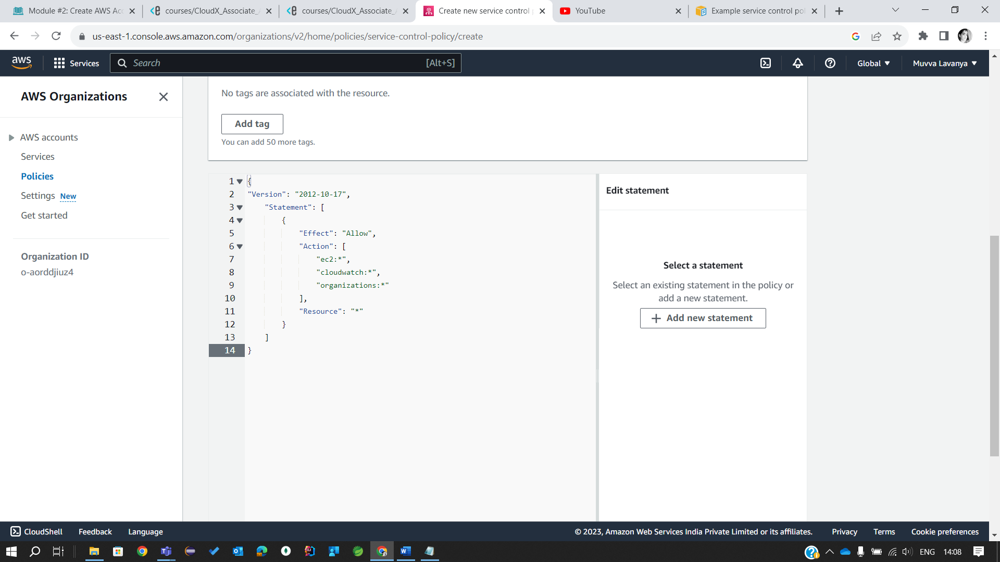 Module #2: Create AWS Acc
courses/CloudX_Associate_
courses/CloudX_Associate_
Create new service control p
YouTube
Example service control pol
us-east-1.console.aws.amazon.com/organizations/v2/home/policies/service-control-policy/create
aws
Services
Search
[Alt+S]
Global
Muvva Lavanya
AWS Organizations
AWS accounts
Services
Policies
Settings New
Get started
Organization ID
o-aorddjiuz4
No tags are associated with the resource.
Add tag
You can add 50 more tags.
1 {
2 "Version": "2012-10-17",
3 "Statement": [
4 {
5 "Effect": "Allow",
6 "Action": [
7 "ec2:*",
8 "cloudwatch:*",
9 "organizations:*"
10 ],
11 "Resource": "*"
12 }
13 ]
14 }
Edit statement
Select a statement
Select an existing statement in the policy or
add a new statement.
+ Add new statement
CloudShell
Feedback
Language
© 2023, Amazon Web Services India Private Limited or its affiliates.
Privacy
Terms
Cookie preferences
ENG
14:08